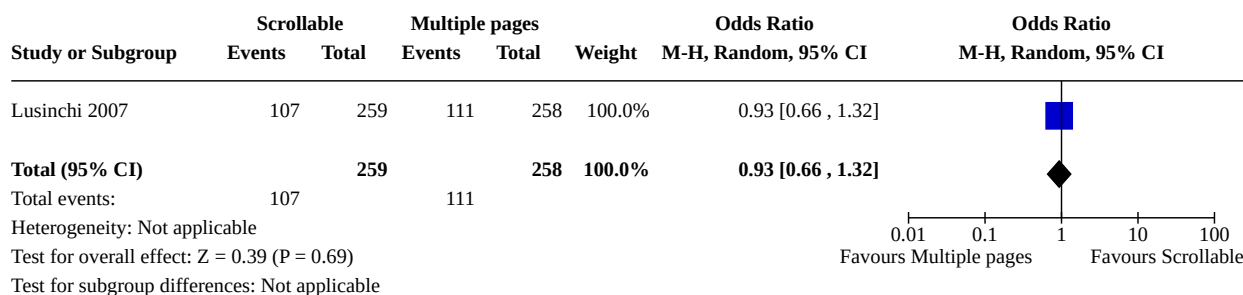 Scrollable Multiple pages Odds Ratio Odds Ratio
Study or Subgroup Events Total Events Total Weight M-H, Random, 95% CI M-H, Random, 95% CI
Lusinchi 2007 107 259 111 258 100.0% 0.93 [0.66 , 1.32]
Total (95% CI) 259 258 100.0% 0.93 [0.66 , 1.32]
Total events: 107 111
Heterogeneity: Not applicable
0.01 0.1 1 10 100
Test for overall effect: Z = 0.39 (P = 0.69) Favours Multiple pages Favours Scrollable
Test for subgroup differences: Not applicable